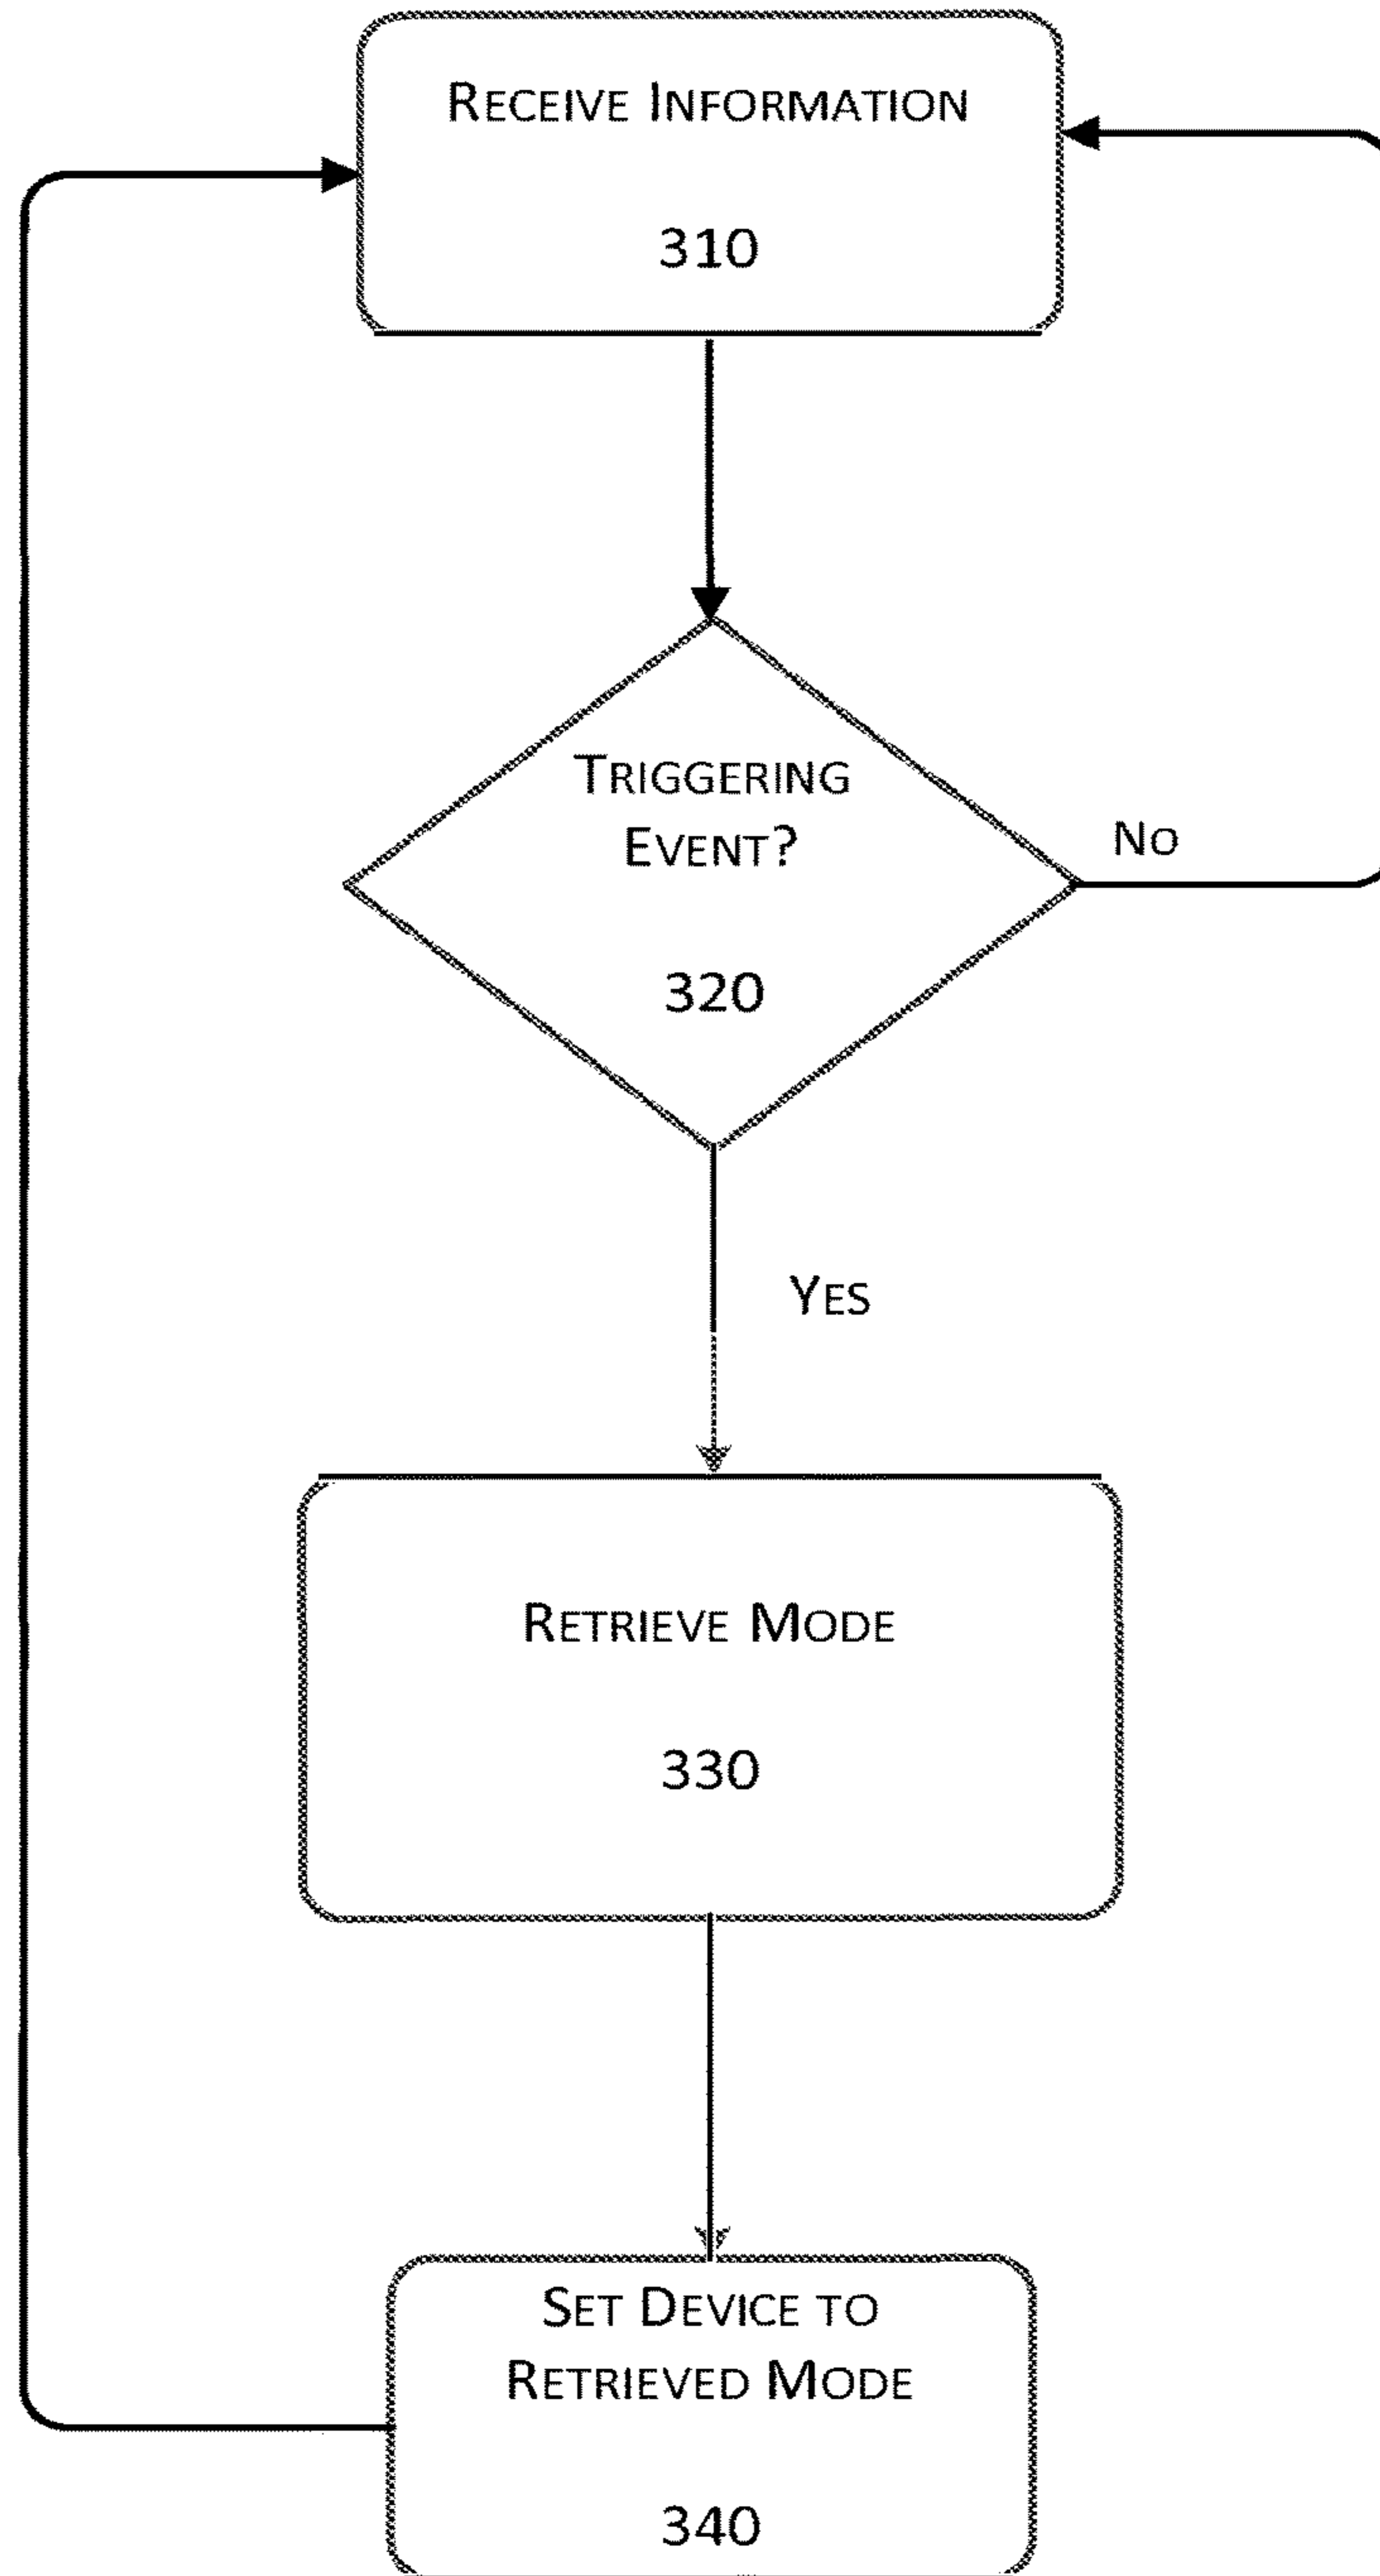 RECEIVE INFORMATION
310
TRIGGERING
EVENT?
320
NO
YES
RETRIEVE MODE
330
SET DEVICE TO
RETRIEVED MODE
340